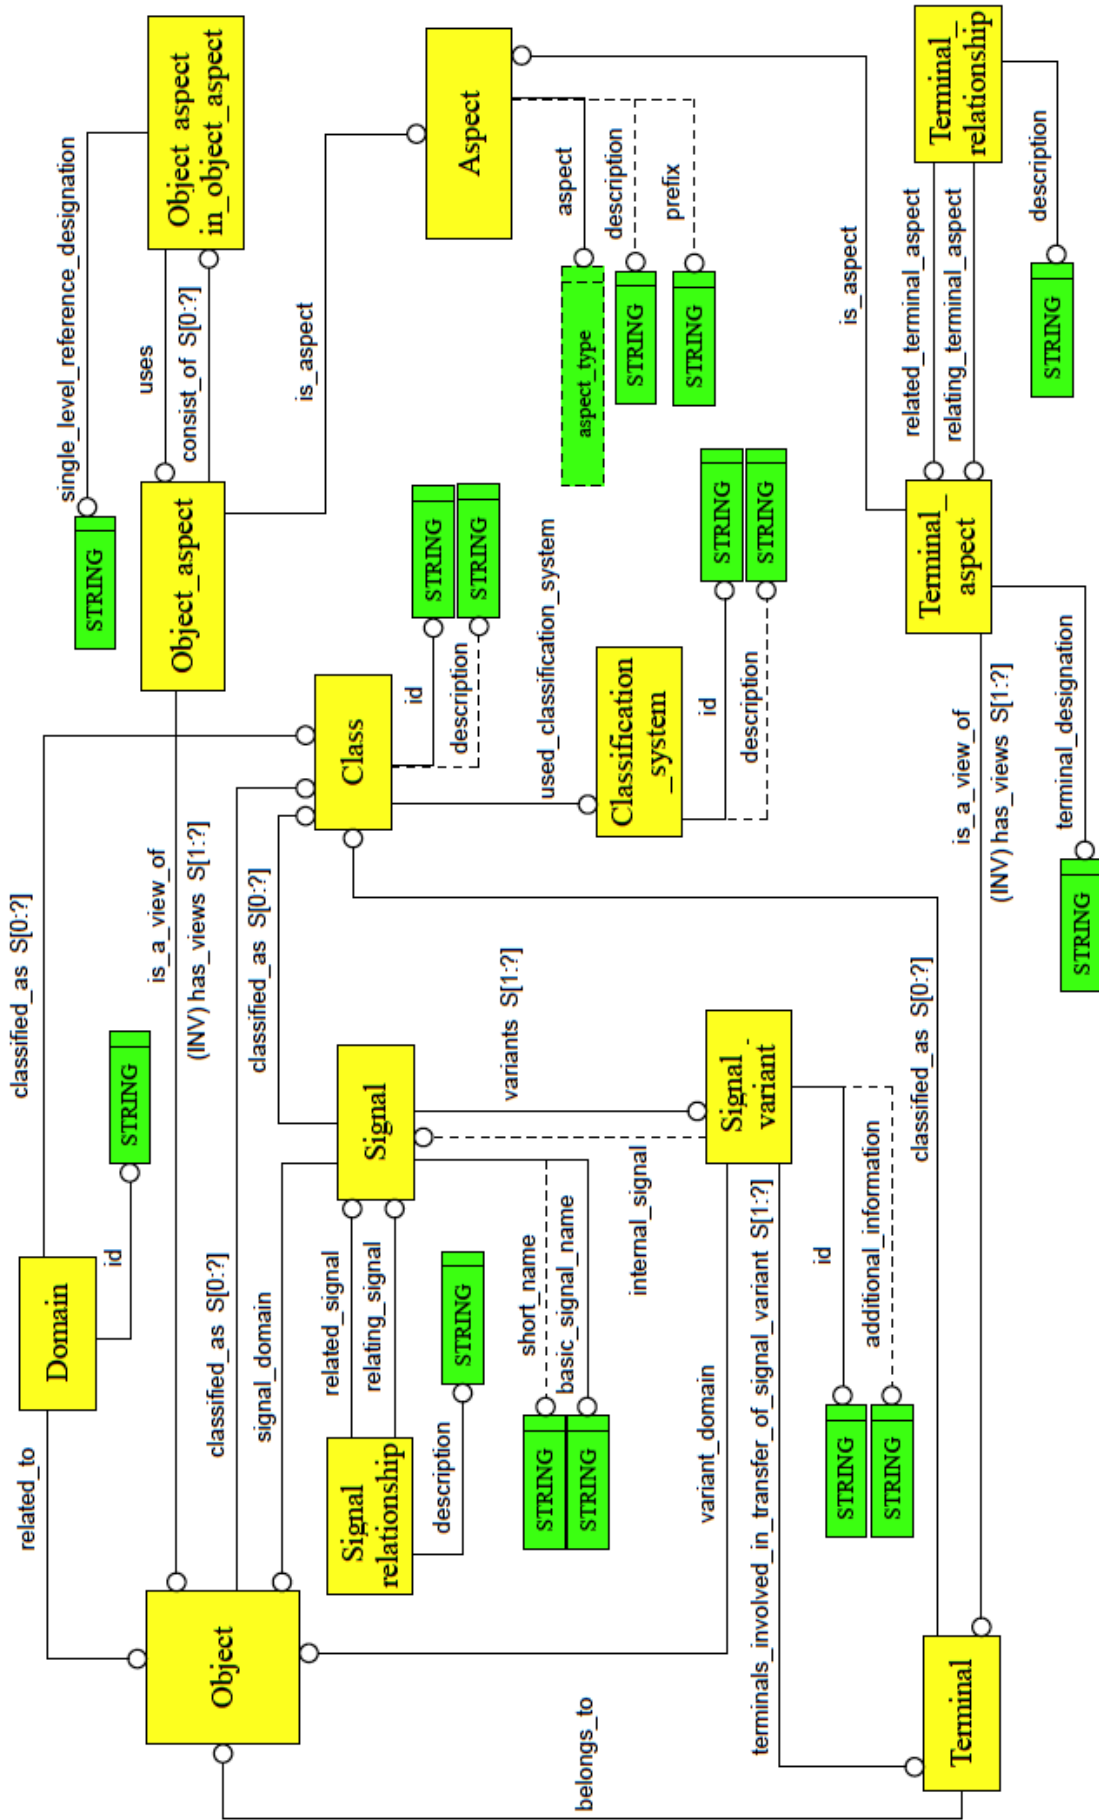 related_to
Domain
id
STRING
classified_as S[0:?]
STRING
single_level_reference_designation
Object
is_a_view_of
(INV) has_views S[1:?]
Object_aspect
uses
consist_of S[0:?]
Object aspect
in_object_aspect
classified_as S[0:?]
signal_domain
classified_as S[0:?]
is_aspect
related_signal
relating_signal
Signal
relationship
Signal
Class
description
STRING
id
description
STRING
STRING
Aspect
short_name
basic_signal_name
STRING
STRING
variants S[1:?]
internal_signal
used_classification_system
aspect
description
prefix
aspect_type
STRING
STRING
belongs_to
Classification
_system
id
description
STRING
STRING
variant_domain
terminals_involved_in_transfer_of_signal_variant S[1:?]
Signal_
variant
id
additional_information
STRING
STRING
is_aspect
classified_as S[0:?]
Terminal
is_a_view_of
(INV) has_views S[1:?]
Terminal_
aspect
related_terminal_aspect
relating_terminal_aspect
Terminal_
relationship
terminal_designation
STRING
description
STRING